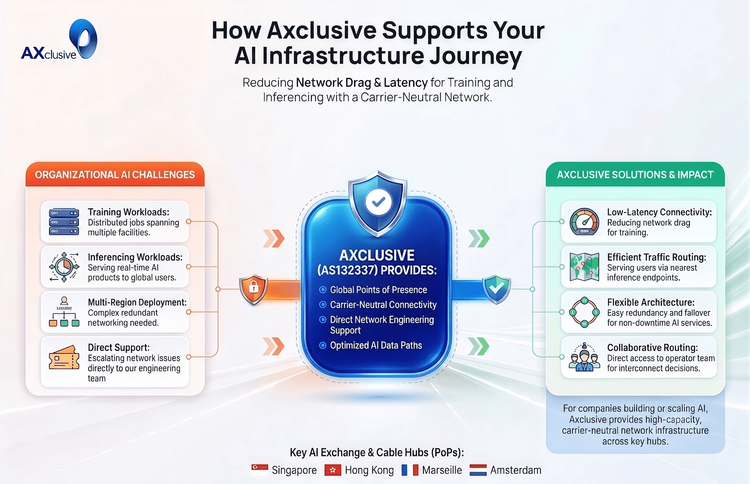 AXclusive
How Axclusive Supports Your
AI Infrastructure Journey
Reducing Network Drag & Latency for Training and
Inferencing with a Carrier-Neutral Network.
ORGANIZATIONAL AI CHALLENGES
Training Workloads:
Distributed jobs spanning
multiple facilities.
Inferencing Workloads:
Serving real-time AI
products to global users.
Multi-Region Deployment:
Complex redundant
networking needed.
Direct Support:
Escalating network issues
directly to our engineering
team
AXCLUSIVE
(AS132337) PROVIDES:
Global Points of Presence
Carrier-Neutral Connectivity
Direct Network Engineering
Support
Optimized AI Data Paths
AXCLUSIVE SOLUTIONS & IMPACT
Low-Latency Connectivity:
Reducing network drag
for training.
Efficient Traffic Routing:
Serving users via nearest
inference endpoints.
Flexible Architecture:
Easy redundancy and failover
for non-downtime AI services.
Collaborative Routing:
Direct access to operator team
for interconnect decisions.
For companies building or scaling AI,
Axclusive provides high-capacity,
carrier-neutral network infrastructure
across key hubs.
Key AI Exchange & Cable Hubs (PoPs):
Singapore Hong Kong Marseille Amsterdam